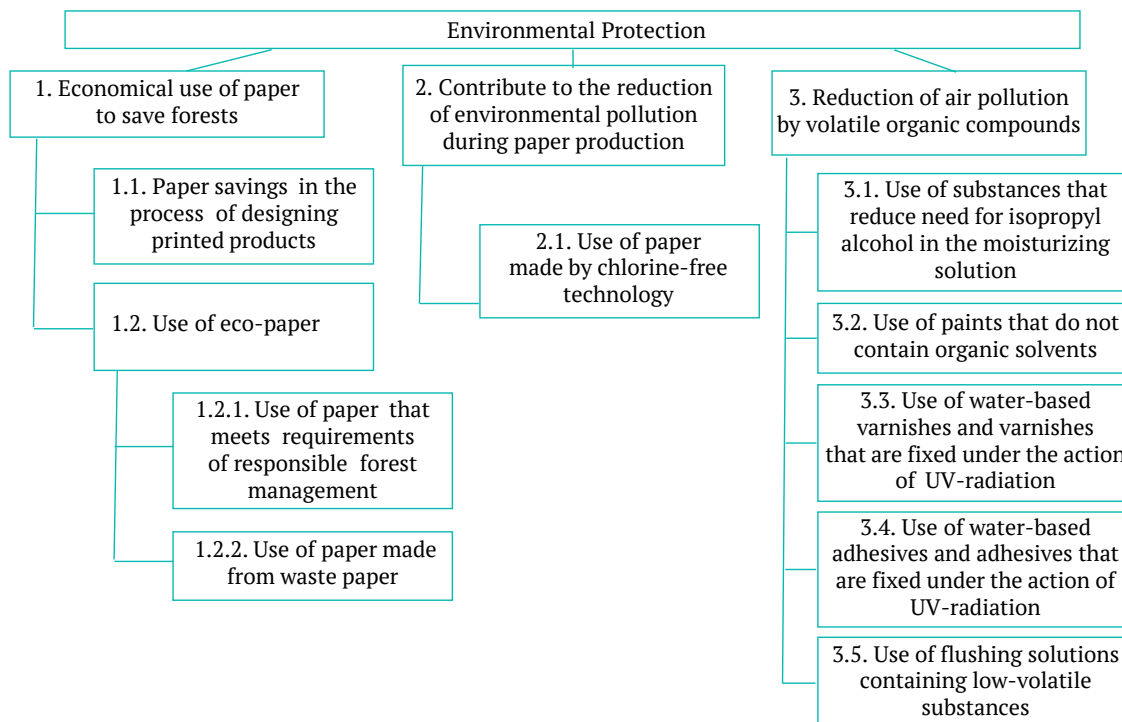 Environmental Protection
1. Economical use of paper
to save forests
1.1. Paper savings in the
process of designing
printed products
1.2. Use of eco-paper
1.2.1. Use of paper that
meets requirements
of responsible forest
management
1.2.2. Use of paper made
from waste paper
2. Contribute to the reduction
of environmental pollution
during paper production
2.1. Use of paper
made by chlorine-free
technology
3. Reduction of air pollution
by volatile organic compounds
3.1. Use of substances that
reduce need for isopropyl
alcohol in the moisturizing
solution
3.2. Use of paints that do not
contain organic solvents
3.3. Use of water-based
varnishes and varnishes
that are fixed under the action
of UV-radiation
3.4. Use of water-based
adhesives and adhesives that
are fixed under the action of
UV-radiation
3.5. Use of flushing solutions
containing low-volatile
substances